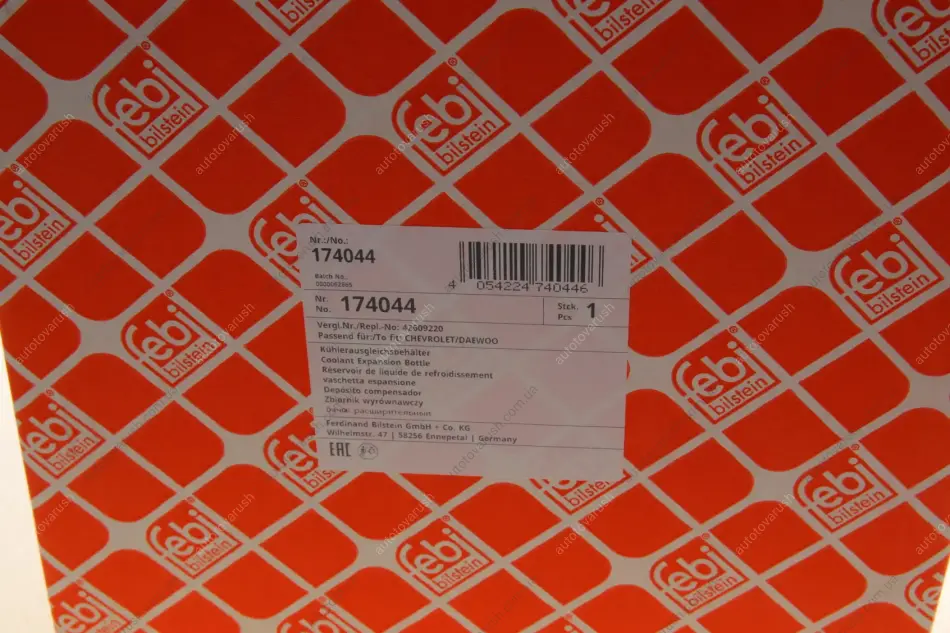 febi
bilstein
Nr.:/No.:
174044
Batch No.:
4 054224 740446
Nr.
No. 174044
Stck.
Pcs 1
Vergl.Nr./Repl.-No: 42609220
Passend für:/To fit: CHEVROLET/DAEWOO
Kühlerausgleichsbehälter
Coolant Expansion Bottle
Réservoir de liquide de refroidissement
vaschetta espansione
Depósito compensador
Zbiornik wyrównawczy
Бачок расширительный
Ferdinand Bilstein GmbH + Co. KG
Wilhelmstr. 47 | 58256 Ennepetal | Germany
EAC
autotovarush